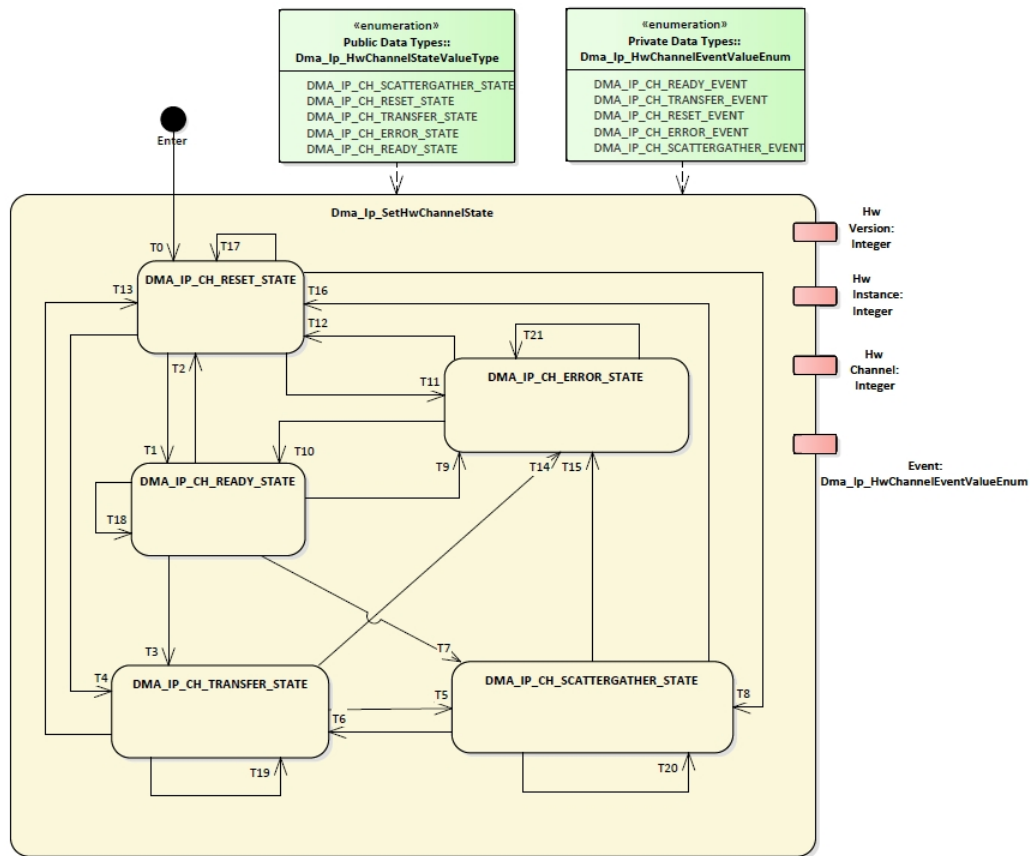 «enumeration»
Public Data Types::
Dma_Ip_HwChannelStateValueType
DMA_IP_CH_SCATTERGATHER_STATE
DMA_IP_CH_RESET_STATE
DMA_IP_CH_TRANSFER_STATE
DMA_IP_CH_ERROR_STATE
DMA_IP_CH_READY_STATE
«enumeration»
Private Data Types::
Dma_Ip_HwChannelEventValueEnum
DMA_IP_CH_READY_EVENT
DMA_IP_CH_TRANSFER_EVENT
DMA_IP_CH_RESET_EVENT
DMA_IP_CH_ERROR_EVENT
DMA_IP_CH_SCATTERGATHER_EVENT
Enter
Dma_Ip_SetHwChannelState
Hw
Version:
Integer
T0
T17
DMA_IP_CH_RESET_STATE
T13
T16
Hw
Instance:
Integer
T12
T21
T2
Hw
Channel:
Integer
DMA_IP_CH_ERROR_STATE
T11
T1
T10
T9
T14
T15
Event:
Dma_Ip_HwChannelEventValueEnum
DMA_IP_CH_READY_STATE
T18
T3
T7
T4
DMA_IP_CH_TRANSFER_STATE
DMA_IP_CH_SCATTERGATHER_STATE
T5
T8
T6
T19
T20